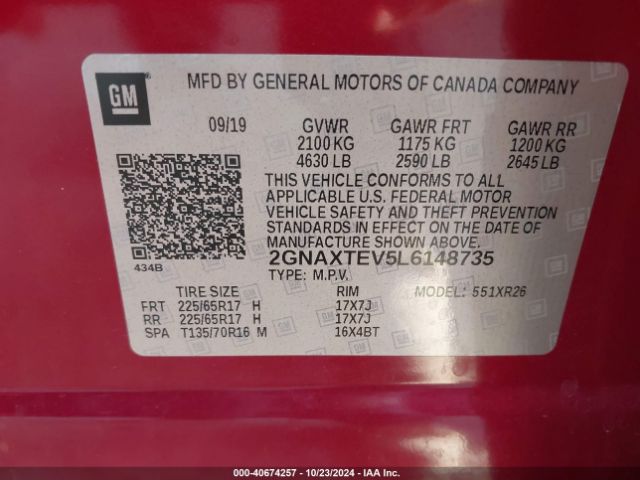 GM
MFD BY GENERAL MOTORS OF CANADA COMPANY
09/19 GVWR GAWR FRT GAWR RR
2100 KG 1175 KG 1200 KG
4630 LB 2590 LB 2645 LB
THIS VEHICLE CONFORMS TO ALL
APPLICABLE U.S. FEDERAL MOTOR
VEHICLE SAFETY AND THEFT PREVENTION
STANDARDS IN EFFECT ON THE DATE OF
MANUFACTURE SHOWN ABOVE.
434B
2GNAXTEV5L6148735
TYPE: M.P.V.
TIRE SIZE RIM MODEL: 551XR26
FRT 225/65R17 H 17X7J
RR 225/65R17 H 17X7J
SPA T135/70R16 M 16X4BT
000-40674257 - 10/23/2024 - IAA Inc.